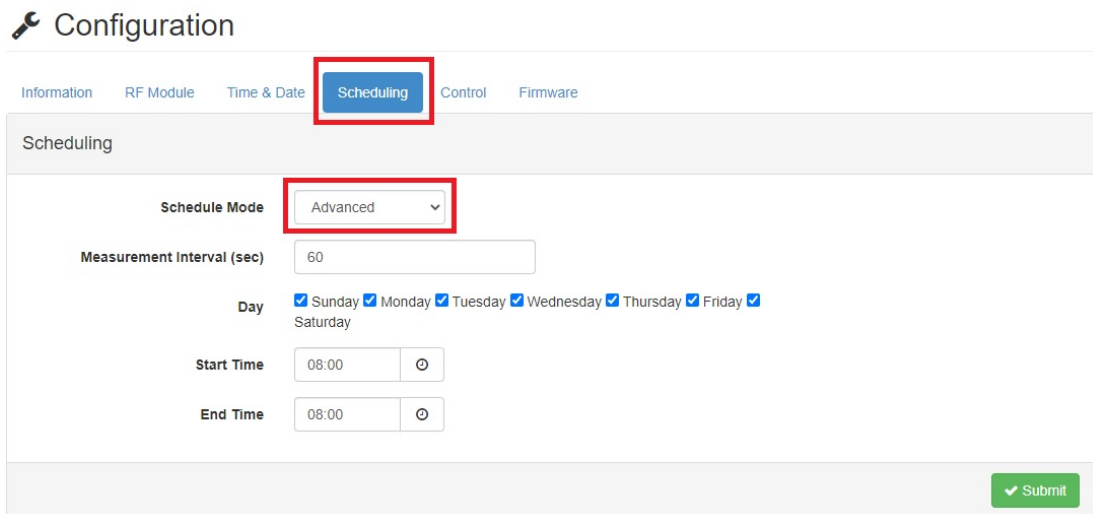 Configuration
Information RF Module Time & Date Scheduling Control Firmware
Scheduling
Schedule Mode Advanced
Measurement Interval (sec) 60
Day Sunday Monday Tuesday Wednesday Thursday Friday
Saturday
Start Time 08:00
End Time 08:00
Submit